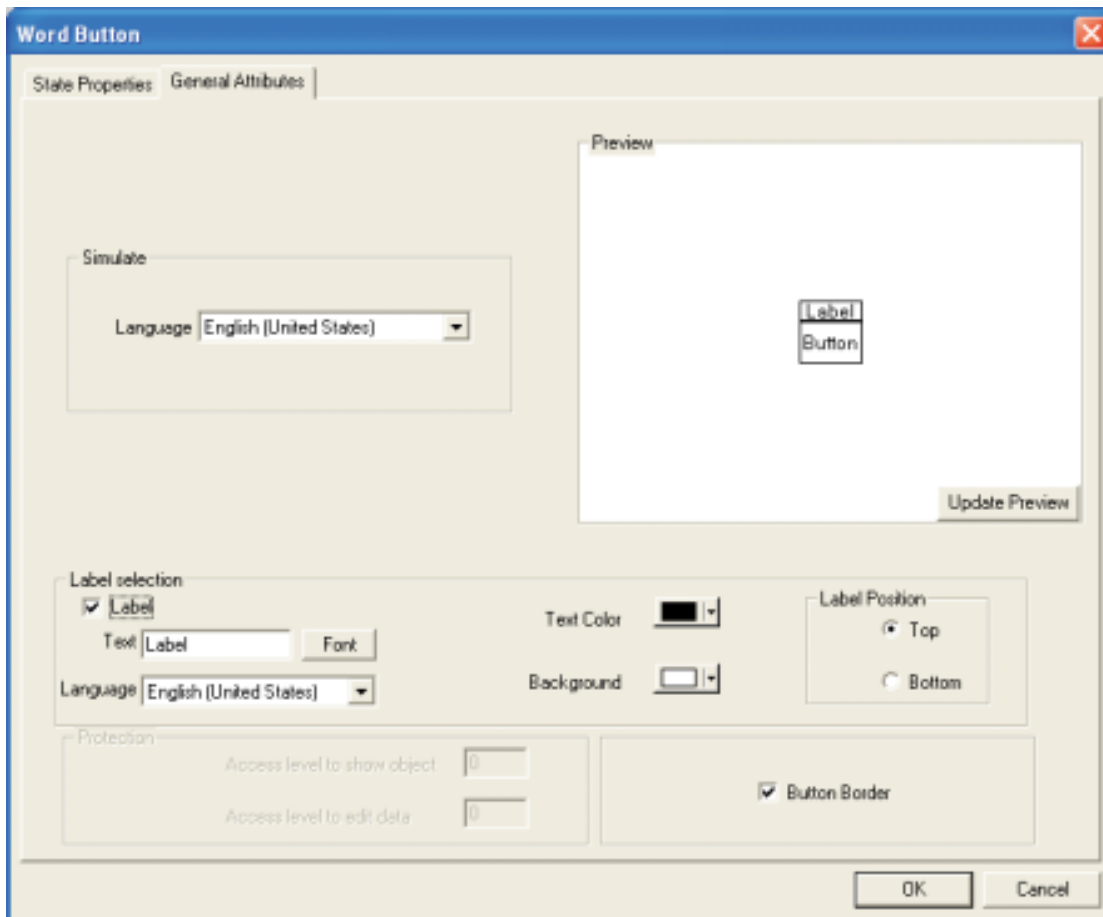 Word Button
State Properties General Attributes
Preview
Simulate
Language English (United States)
Label
Button
Update Preview
Label selection
Label
Text Label Font
Language English (United States)
Text Color
Background
Label Position
Top
Bottom
Protection
Access level to show object 0
Access level to edit data 0
Button Border
OK Cancel